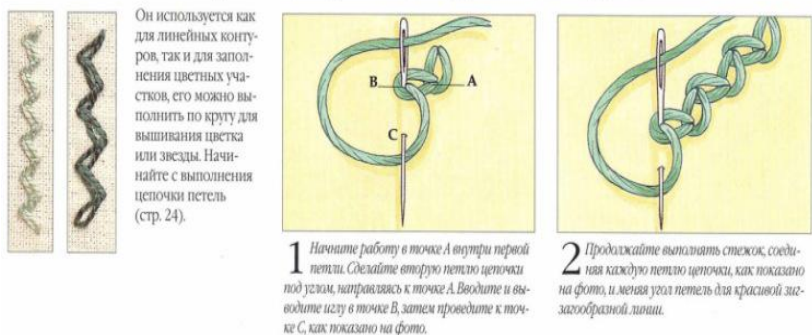 Он используется как
для линейных конту-
ров, так и для запол-
нения цветных уча-
стков, его можно вы-
полнить по кругу для
вышивания цветка
или звезды. Начи-
найте с выполнения
цепочки петель
(стр. 24).
B
A
C
1 Начните работу в точке А внутри первой
петли. Сделайте вторую петлю цепочки
под углом, направляясь к точке А. Вводите и вы-
водите иглу в точке В, затем проведите к точ-
ке С, как показано на фото.
2 Продолжайте выполнять стежок, соеди-
няя каждую петлю цепочки, как показано
на фото, и меняя угол петель для красивой зиг-
загообразной линии.